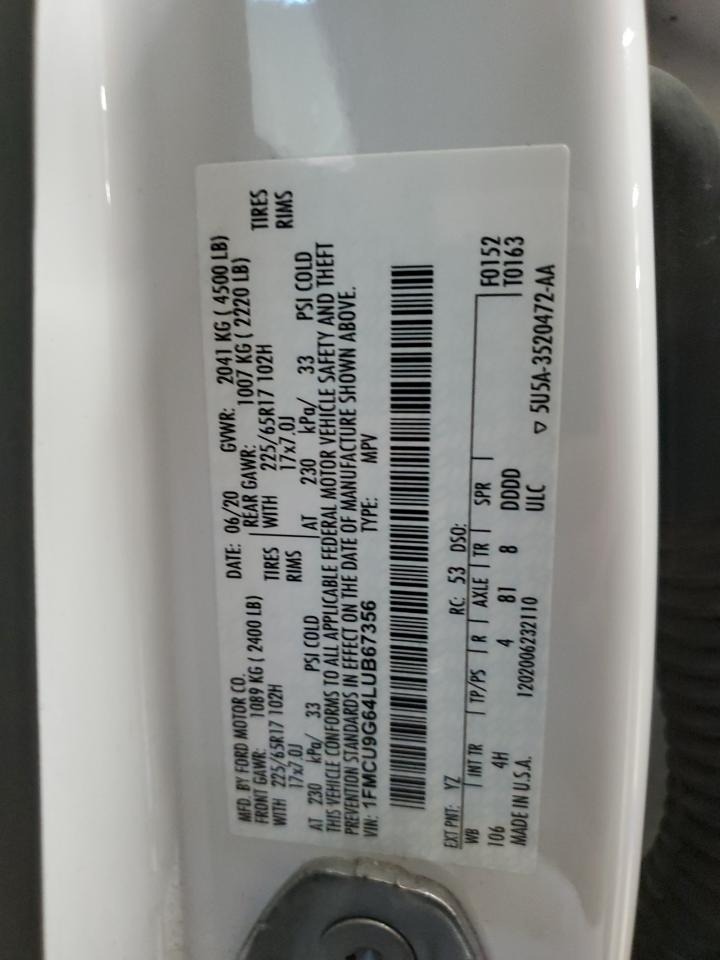 MFD. BY FORD MOTOR CO.
DATE: 06/20 GVWR: 2041 KG ( 4500 LB)
FRONT GAWR: 1089 KG ( 2400 LB) REAR GAWR: 1007 KG ( 2220 LB)
WITH 225/65R17 102H TIRES WITH 225/65R17 102H TIRES
17x7.0J RIMS 17x7.0J RIMS
AT 230 kPa/ 33 PSI COLD AT 230 kPa/ 33 PSI COLD
THIS VEHICLE CONFORMS TO ALL APPLICABLE FEDERAL MOTOR VEHICLE SAFETY AND THEFT
PREVENTION STANDARDS IN EFFECT ON THE DATE OF MANUFACTURE SHOWN ABOVE.
VIN: 1FMCU9G64LUB67356 TYPE: MPV
EXT PNT: YZ RC: 53 DSO:
WB INT TR TP/PS R AXLE TR SPR F0152
106 4H 4 81 8 DDDD T0163
MADE IN U.S.A. 1202006232110 ULC
▽ 5U5A-3520472-AA